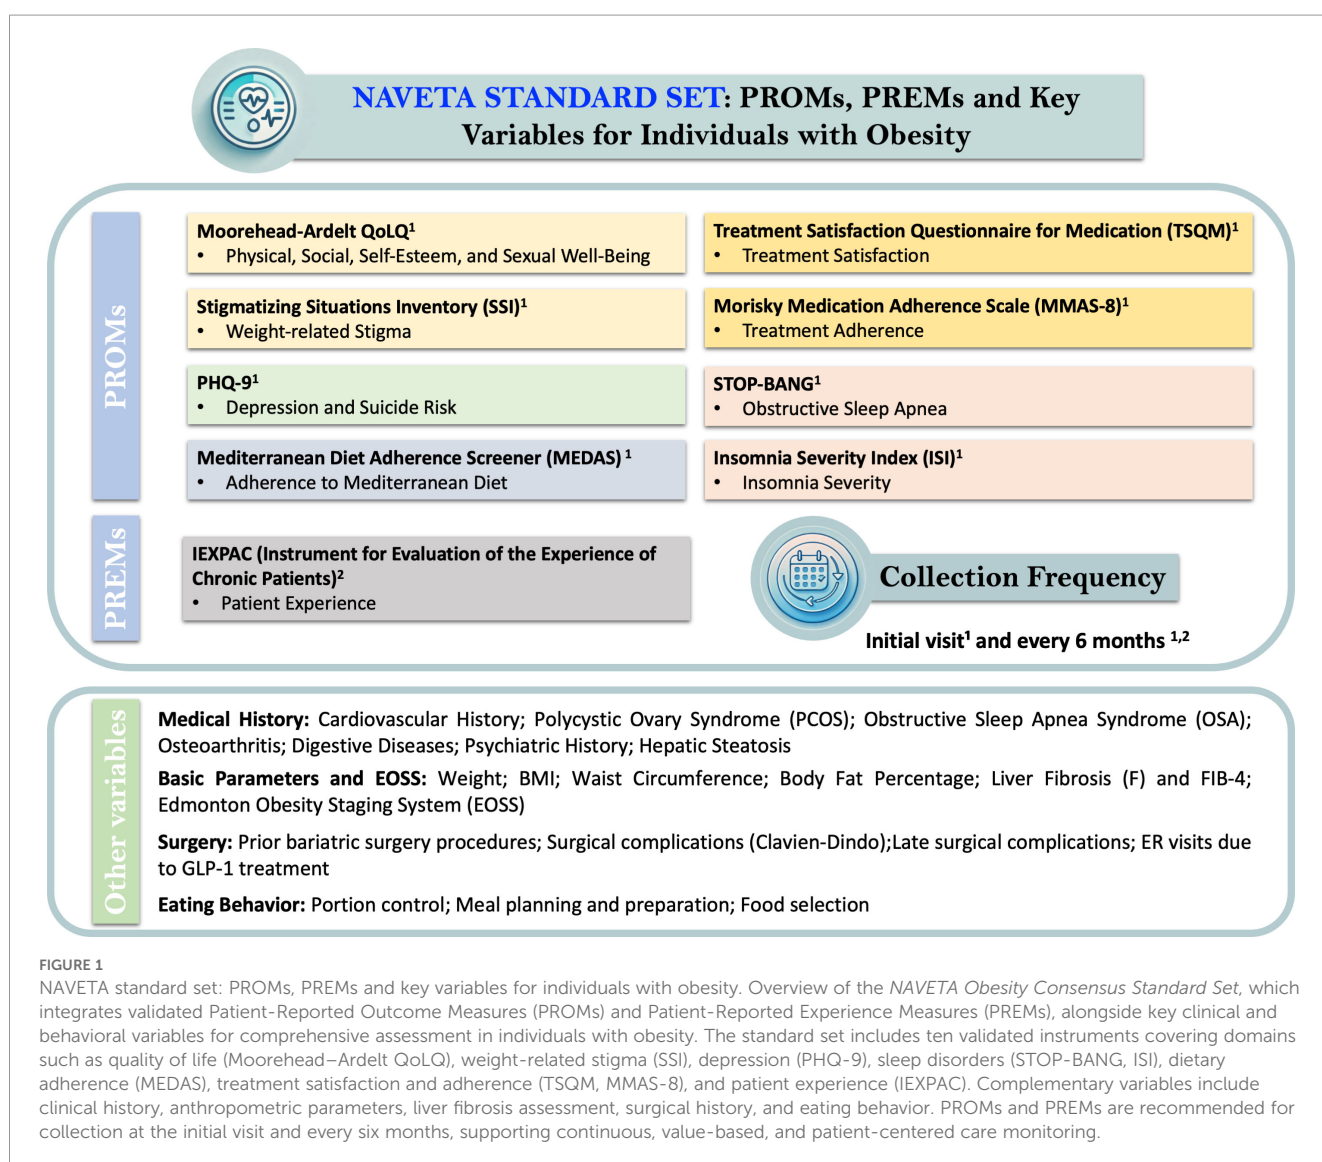 NAVETA STANDARD SET: PROMs, PREMs and Key
Variables for Individuals with Obesity
PROMs
Moorehead-Ardelt QoLQ¹
• Physical, Social, Self-Esteem, and Sexual Well-Being
Treatment Satisfaction Questionnaire for Medication (TSQM)¹
• Treatment Satisfaction
Stigmatizing Situations Inventory (SSI)¹
• Weight-related Stigma
Morisky Medication Adherence Scale (MMAS-8)¹
• Treatment Adherence
PHQ-9¹
• Depression and Suicide Risk
STOP-BANG¹
• Obstructive Sleep Apnea
Mediterranean Diet Adherence Screener (MEDAS) ¹
• Adherence to Mediterranean Diet
Insomnia Severity Index (ISI)¹
• Insomnia Severity
PREMs
IEXPAC (Instrument for Evaluation of the Experience of
Chronic Patients)²
• Patient Experience
Collection Frequency
Initial visit¹ and every 6 months ¹,²
Other variables
Medical History: Cardiovascular History; Polycystic Ovary Syndrome (PCOS); Obstructive Sleep Apnea Syndrome (OSA);
Osteoarthritis; Digestive Diseases; Psychiatric History; Hepatic Steatosis
Basic Parameters and EOSS: Weight; BMI; Waist Circumference; Body Fat Percentage; Liver Fibrosis (F) and FIB-4;
Edmonton Obesity Staging System (EOSS)
Surgery: Prior bariatric surgery procedures; Surgical complications (Clavien-Dindo);Late surgical complications; ER visits due
to GLP-1 treatment
Eating Behavior: Portion control; Meal planning and preparation; Food selection
FIGURE 1
NAVETA standard set: PROMs, PREMs and key variables for individuals with obesity. Overview of the NAVETA Obesity Consensus Standard Set, which
integrates validated Patient-Reported Outcome Measures (PROMs) and Patient-Reported Experience Measures (PREMs), alongside key clinical and
behavioral variables for comprehensive assessment in individuals with obesity. The standard set includes ten validated instruments covering domains
such as quality of life (Moorehead–Ardelt QoLQ), weight-related stigma (SSI), depression (PHQ-9), sleep disorders (STOP-BANG, ISI), dietary
adherence (MEDAS), treatment satisfaction and adherence (TSQM, MMAS-8), and patient experience (IEXPAC). Complementary variables include
clinical history, anthropometric parameters, liver fibrosis assessment, surgical history, and eating behavior. PROMs and PREMs are recommended for
collection at the initial visit and every six months, supporting continuous, value-based, and patient-centered care monitoring.